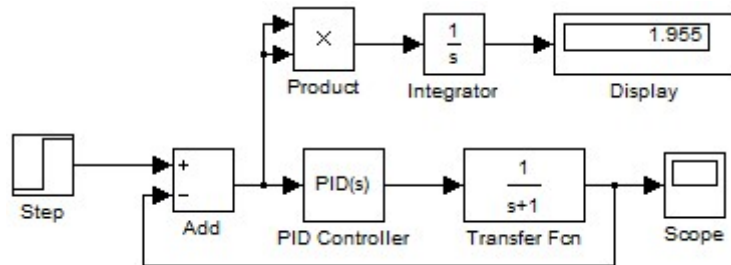 ×
1
s
1.955
Product
Integrator
Display
+
−
PID(s)
1
s+1
Step
Add
PID Controller
Transfer Fcn
Scope